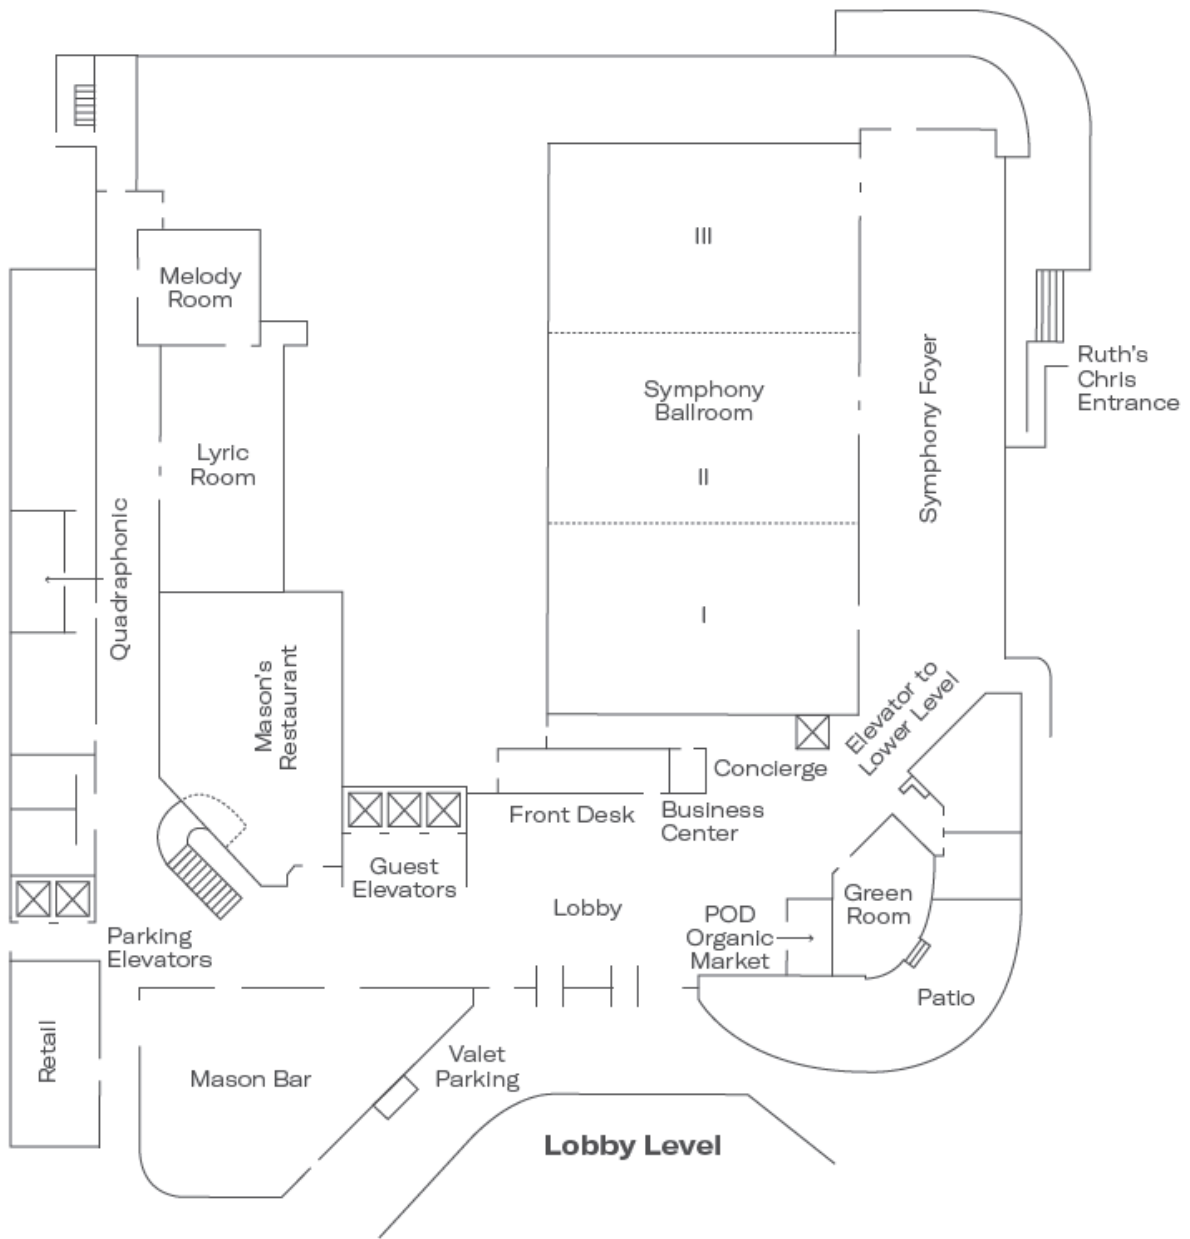 III
Melody
Room
Ruth's
Chris
Entrance
Symphony
Ballroom
Symphony Foyer
Lyric
Room
II
Quadraphonic
I
Mason's
Restaurant
Elevator to
Lower Level
Concierge
Front Desk
Business
Center
Guest
Elevators
Green
Room
Lobby
POD
Organic
Market
Parking
Elevators
Patio
Retail
Mason Bar
Valet
Parking
Lobby Level